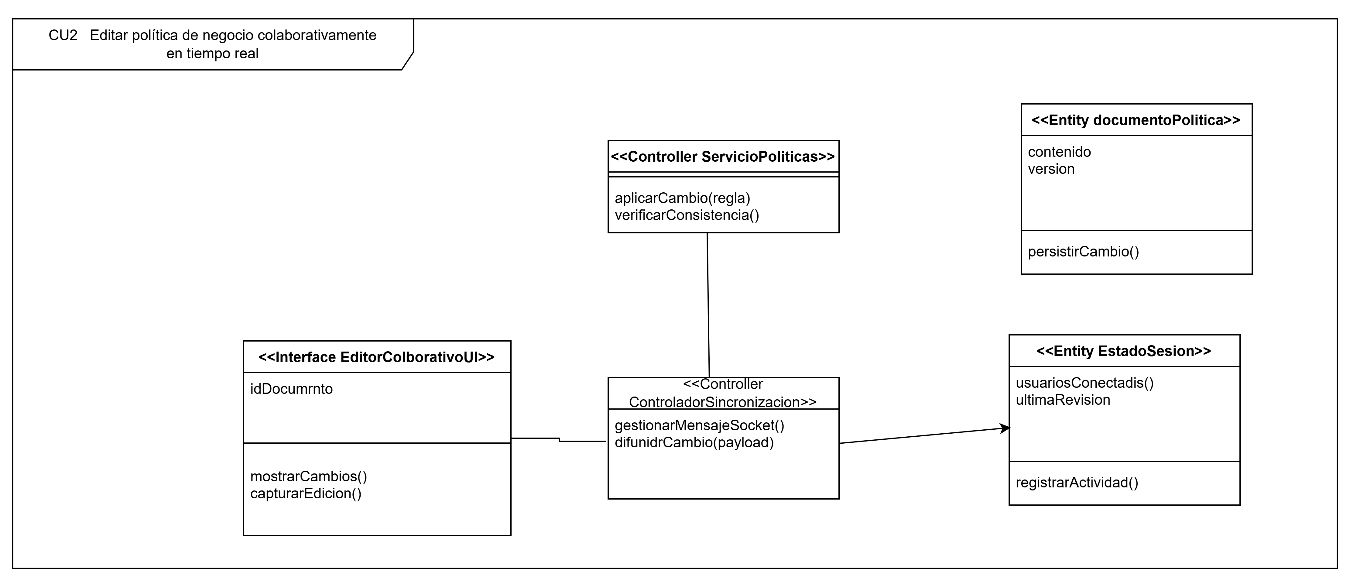 CU2   Editar política de negocio colaborativamente
en tiempo real
<<Entity documentoPolitica>>
contenido
version
persistirCambio()
<<Controller ServicioPoliticas>>
aplicarCambio(regla)
verificarConsistencia()
<<Interface EditorColborativoUI>>
idDocumrnto
mostrarCambios()
capturarEdicion()
<<Controller
ControladorSincronizacion>>
gestionarMensajeSocket()
difunidrCambio(payload)
<<Entity EstadoSesion>>
usuariosConectadis()
ultimaRevision
registrarActividad()